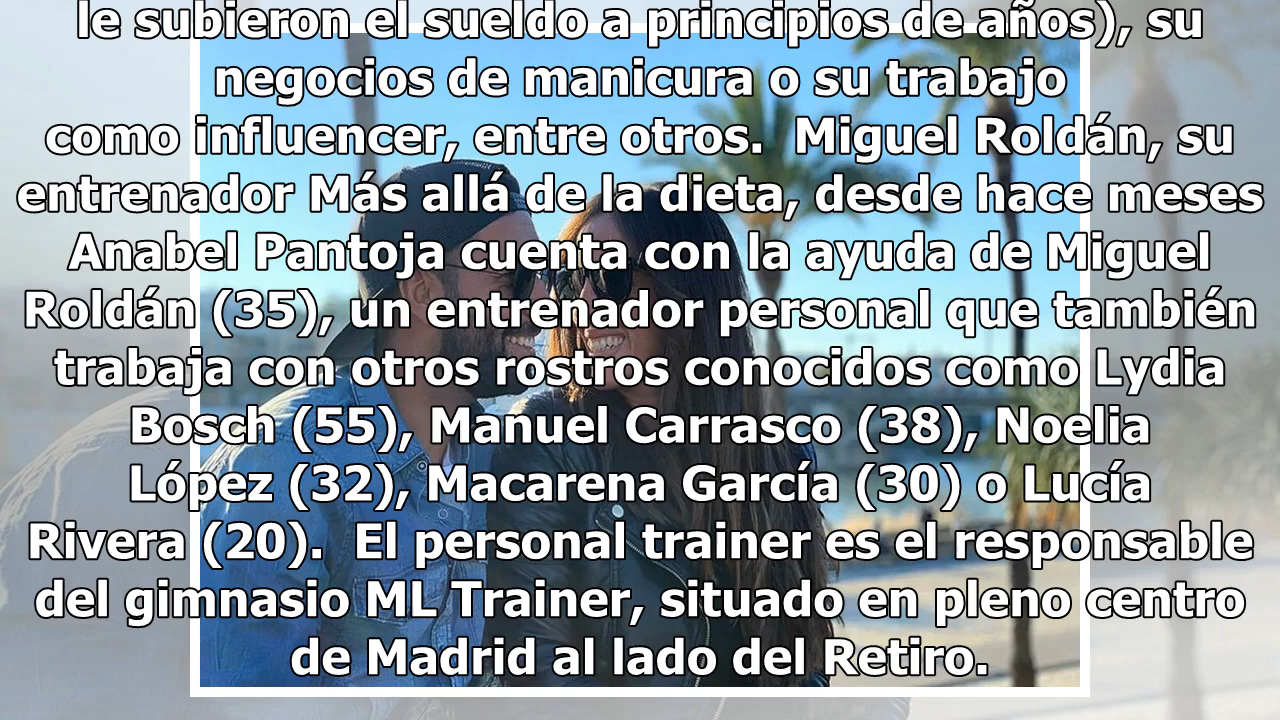 le subieron el sueldo a principios de años), su
negocios de manicura o su trabajo
como influencer, entre otros.  Miguel Roldán, su
entrenador Más allá de la dieta, desde hace meses
Anabel Pantoja cuenta con la ayuda de Miguel
Roldán (35), un entrenador personal que también
trabaja con otros rostros conocidos como Lydia
Bosch (55), Manuel Carrasco (38), Noelia
López (32), Macarena García (30) o Lucía
Rivera (20).  El personal trainer es el responsable
del gimnasio ML Trainer, situado en pleno centro
de Madrid al lado del Retiro.